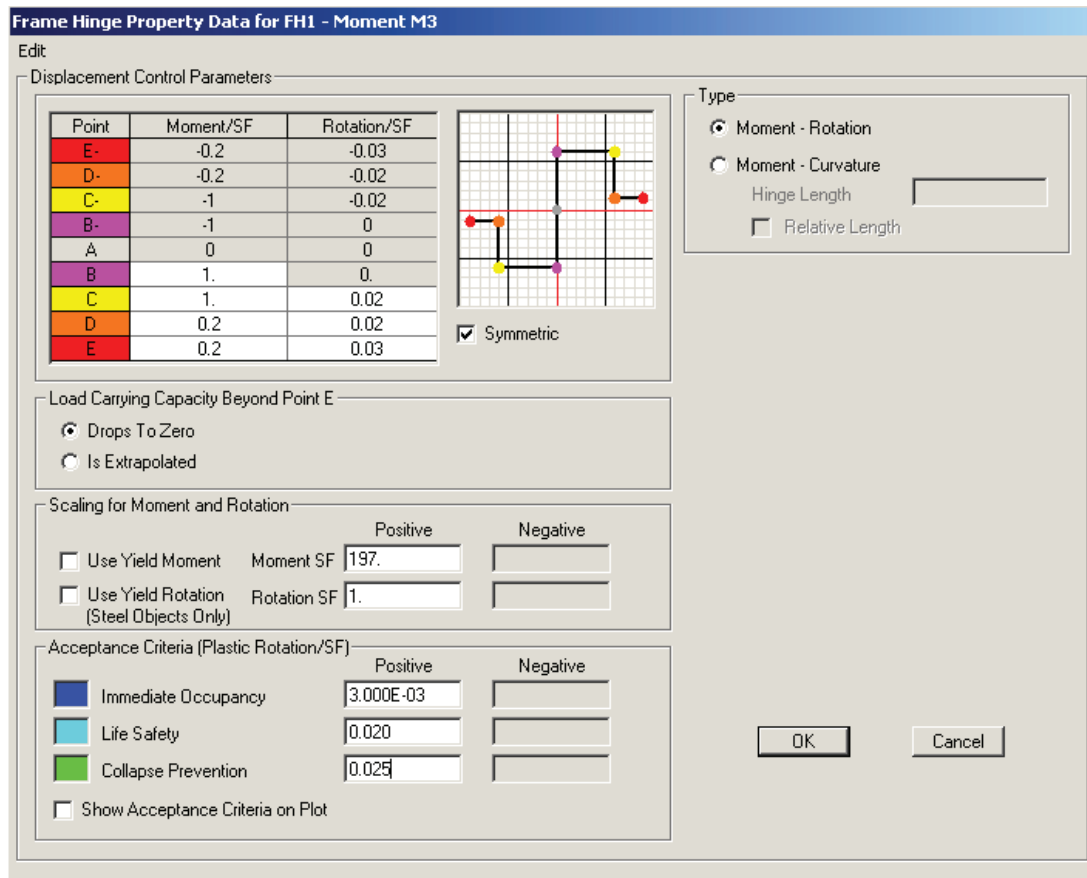 Frame Hinge Property Data for FH1 - Moment M3
Edit
Displacement Control Parameters
Point Moment/SF Rotation/SF
E- -0.2 -0.03
D- -0.2 -0.02
C- -1 -0.02
B- -1 0
A 0 0
B 1. 0.
C 1. 0.02
D 0.2 0.02
E 0.2 0.03
Symmetric
Type
Moment - Rotation
Moment - Curvature
Hinge Length
Relative Length
Load Carrying Capacity Beyond Point E
Drops To Zero
Is Extrapolated
Scaling for Moment and Rotation
Positive Negative
Use Yield Moment Moment SF 197.
Use Yield Rotation Rotation SF 1.
(Steel Objects Only)
Acceptance Criteria (Plastic Rotation/SF)
Positive Negative
Immediate Occupancy 3.000E-03
Life Safety 0.020
Collapse Prevention 0.025
Show Acceptance Criteria on Plot
OK Cancel